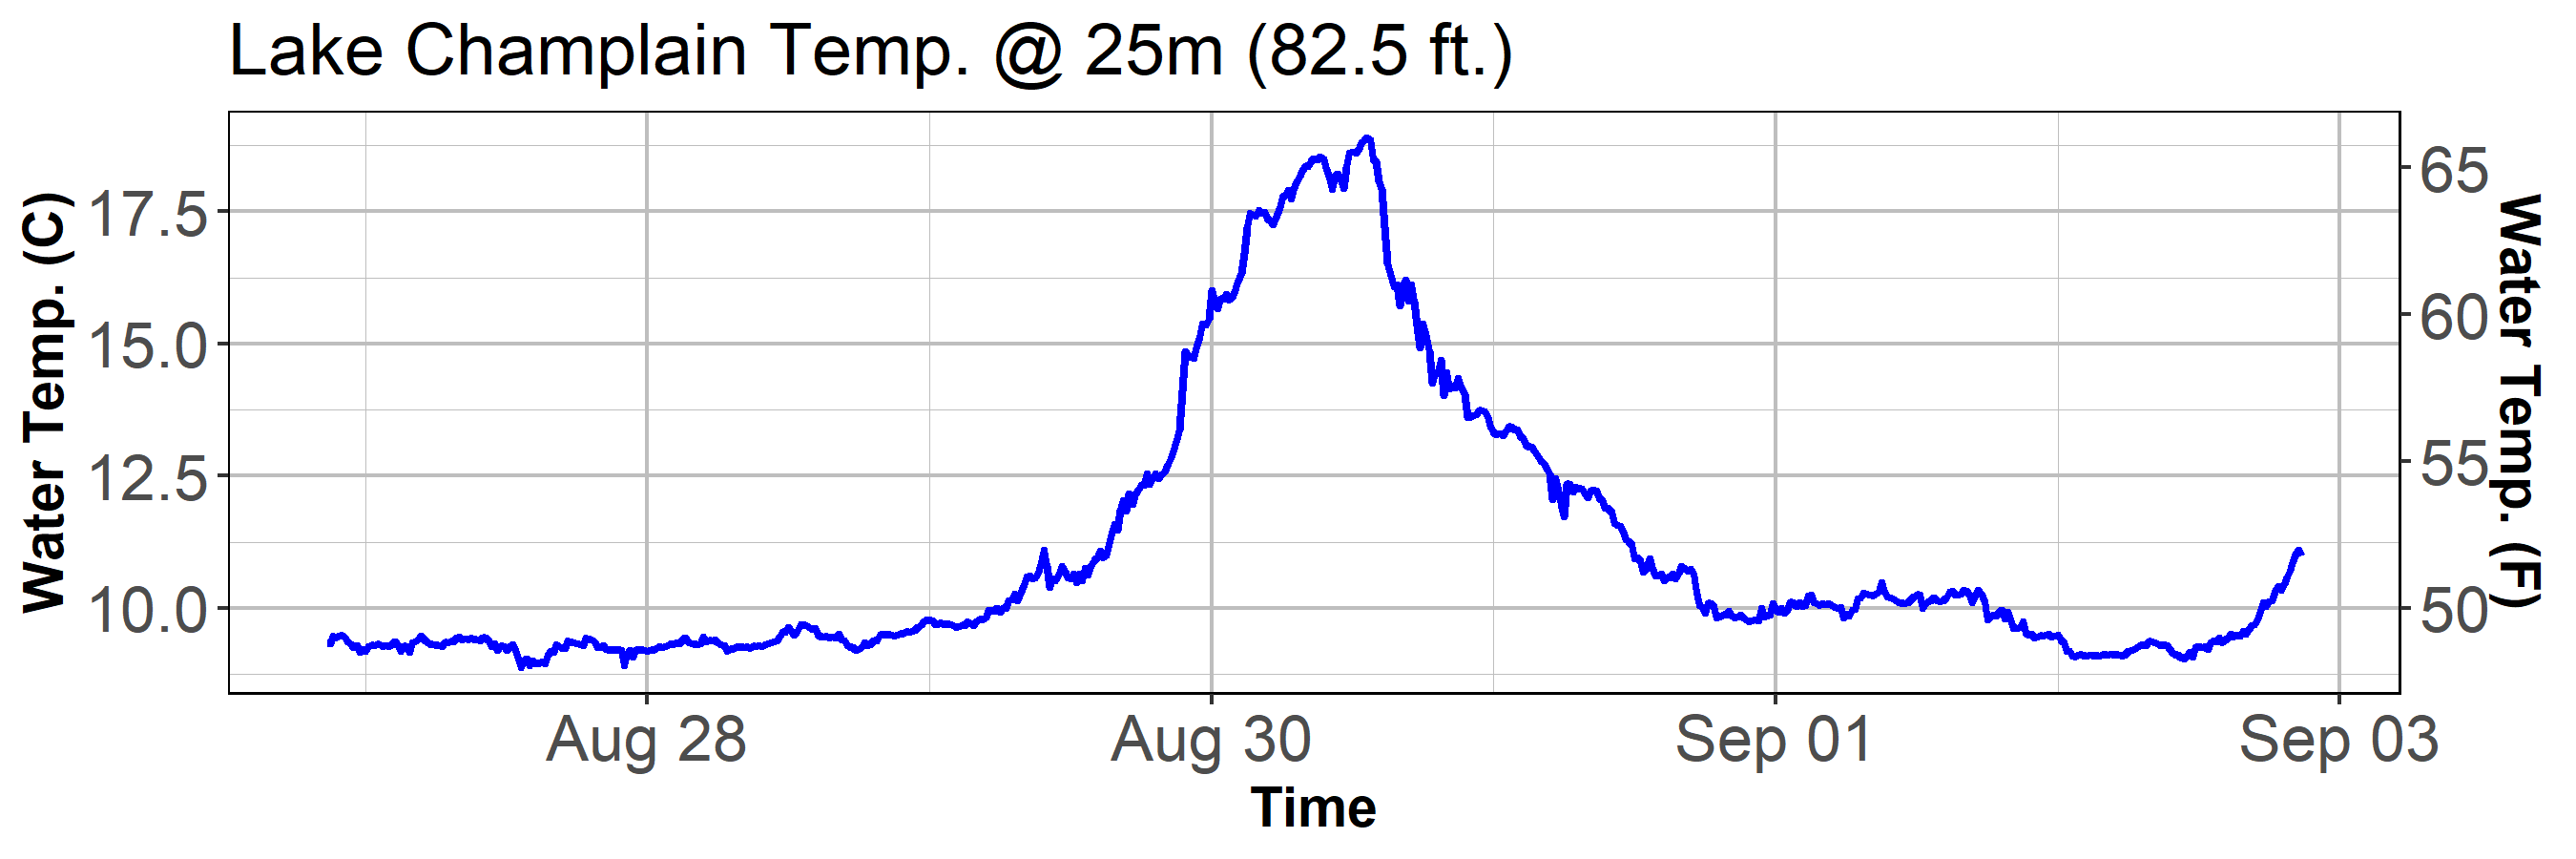 Lake Champlain Temp. @ 25m (82.5 ft.)
Water Temp. (C)
17.5
15.0
12.5
10.0
65
60
55
50
Water Temp. (F)
Aug 28
Aug 30
Sep 01
Sep 03
Time